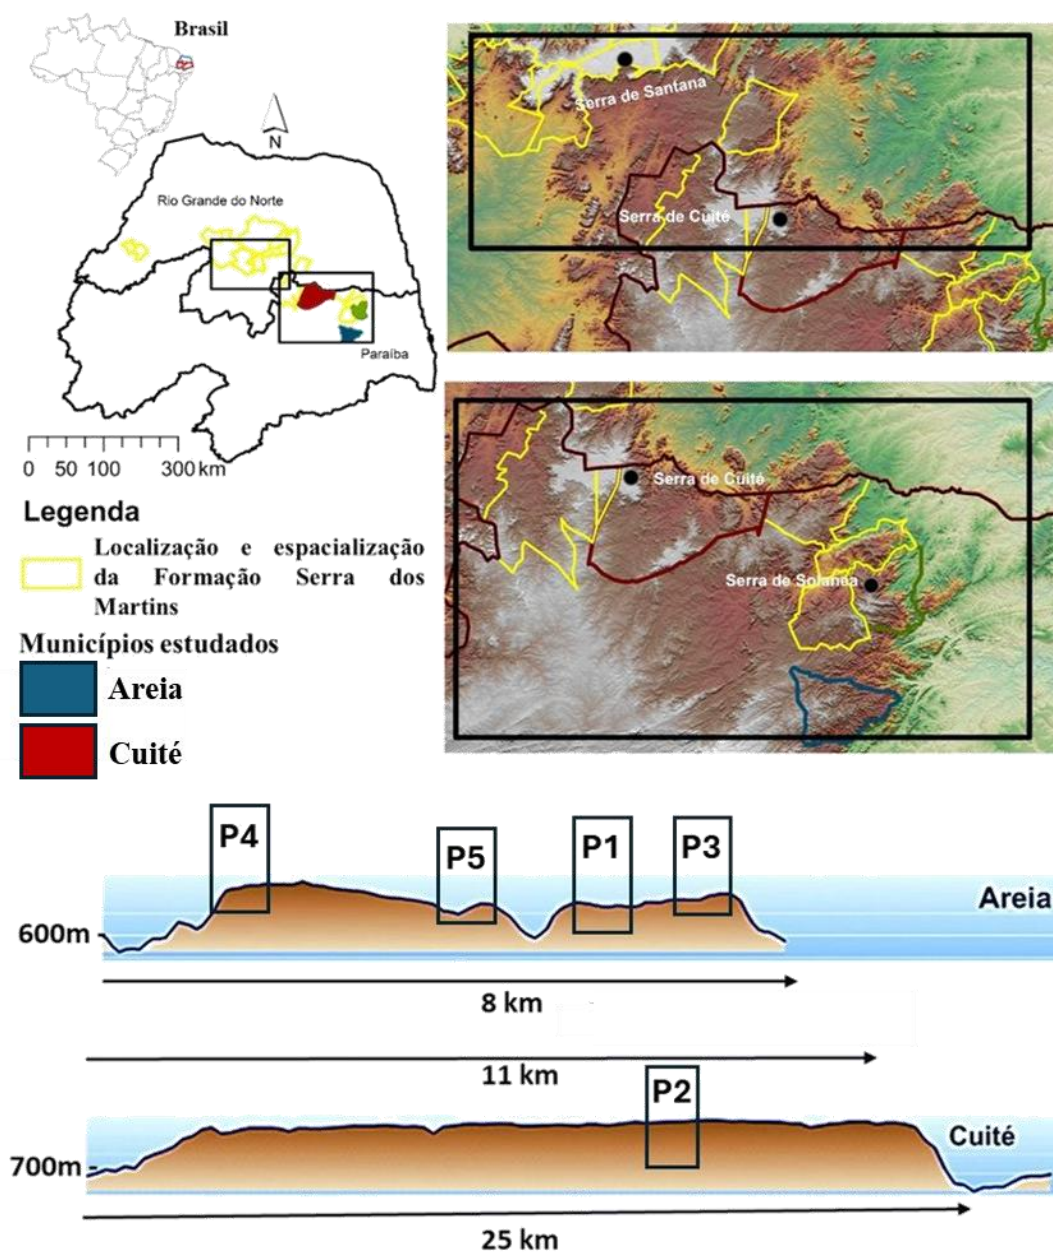 Brasil
N
Rio Grande do Norte
Paraíba
0 50 100 300 km
Legenda
Localização e espacialização
da Formação Serra dos
Martins
Municípios estudados
Areia
Cuité
Serra de Santana
Serra de Cuité
Serra de Cuité
Serra de Solanea
P4
P5
P1
P3
Areia
600m
8 km
11 km
P2
Cuité
700m
25 km